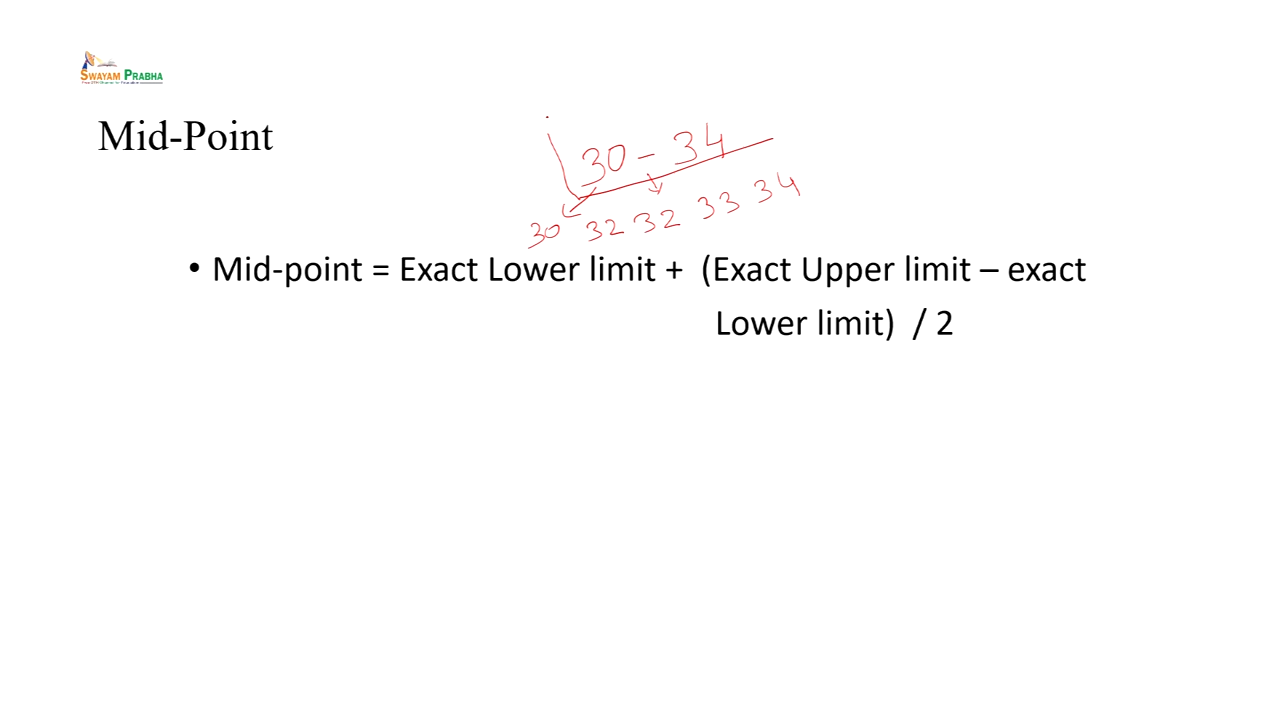 SWAYAM PRABHA
Mid-Point
30 - 34
30 32 32 33 34
• Mid-point = Exact Lower limit + (Exact Upper limit – exact
Lower limit) / 2